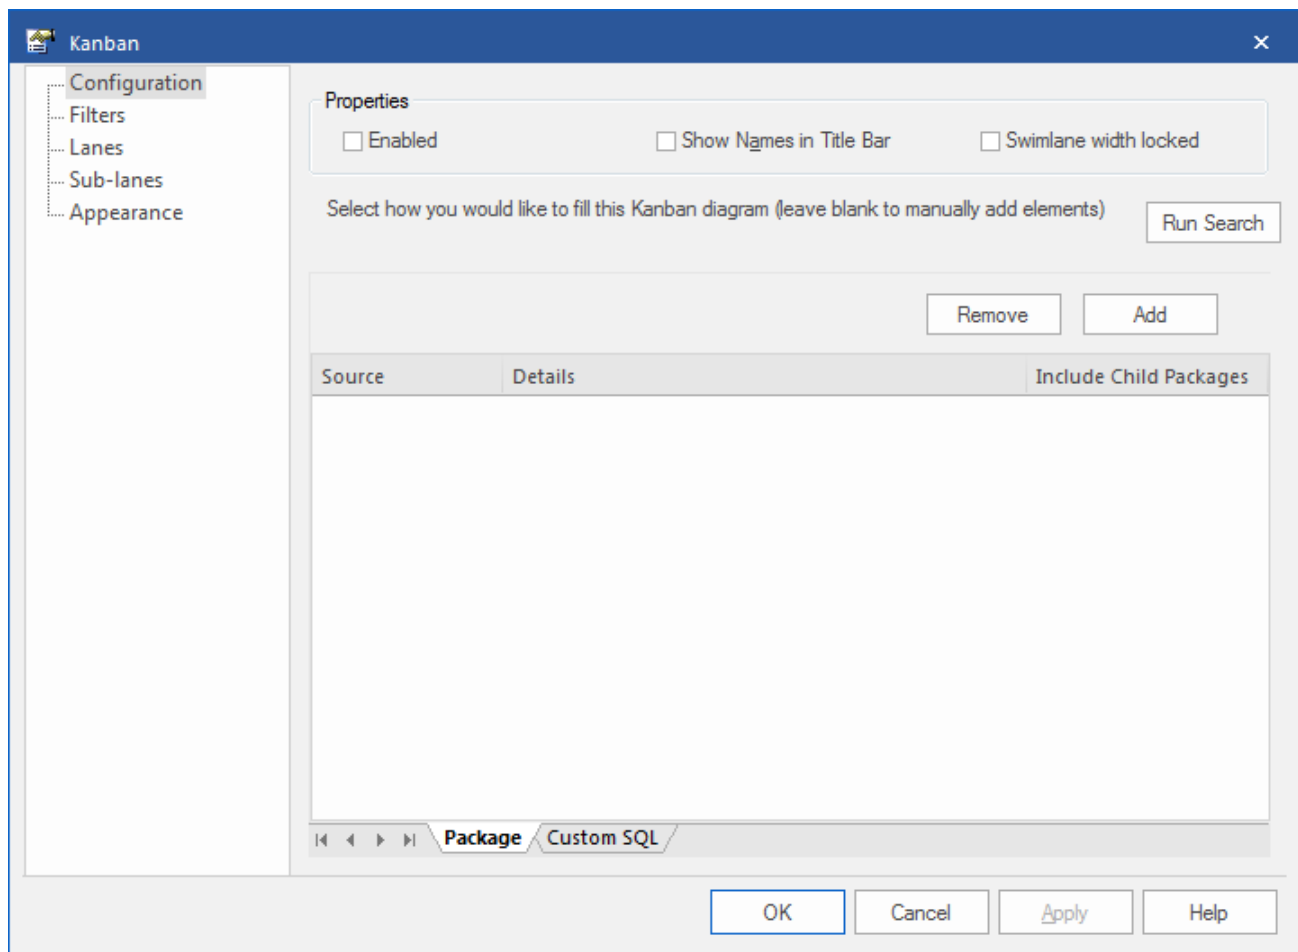 Kanban
Configuration
Filters
Lanes
Sub-lanes
Appearance
Properties
Enabled Show Names in Title Bar Swimlane width locked
Select how you would like to fill this Kanban diagram (leave blank to manually add elements)
Run Search
Remove Add
Source Details Include Child Packages
Package Custom SQL
OK Cancel Apply Help